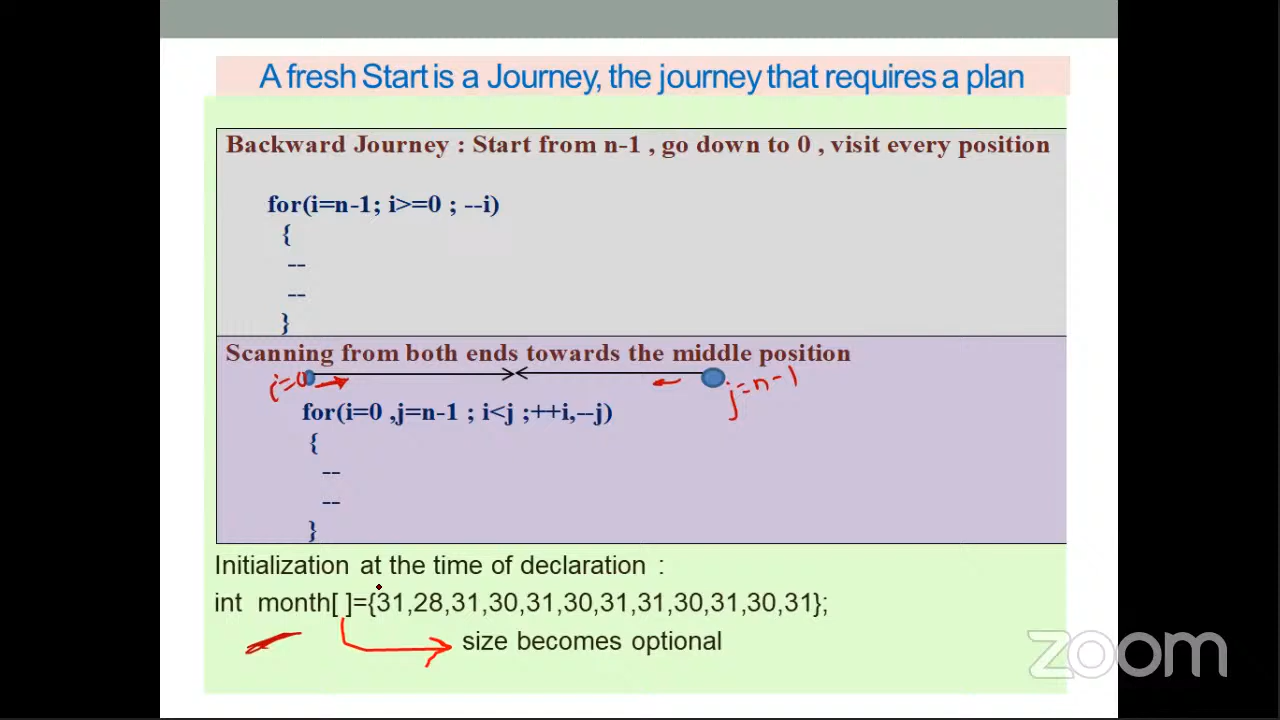 A fresh Start is a Journey, the journey that requires a plan
Backward Journey : Start from n-1 , go down to 0 , visit every position
for(i=n-1; i>=0 ; --i)
{
--
--
}
Scanning from both ends towards the middle position
i=0
j=n-1
for(i=0 ,j=n-1 ; i<j ;++i,--j)
{
--
--
}
Initialization at the time of declaration :
int month[ ]={31,28,31,30,31,30,31,31,30,31,30,31};
size becomes optional
zoom